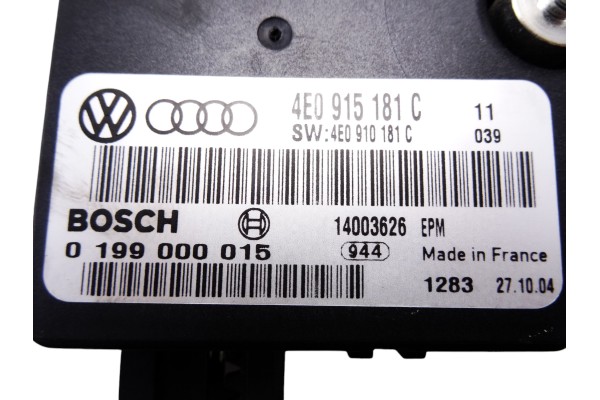 4E0 915 181 C 11
SW:4E0 910 181 C 039
BOSCH 14003626 EPM
0 199 000 015 944 Made in France
1283 27.10.04